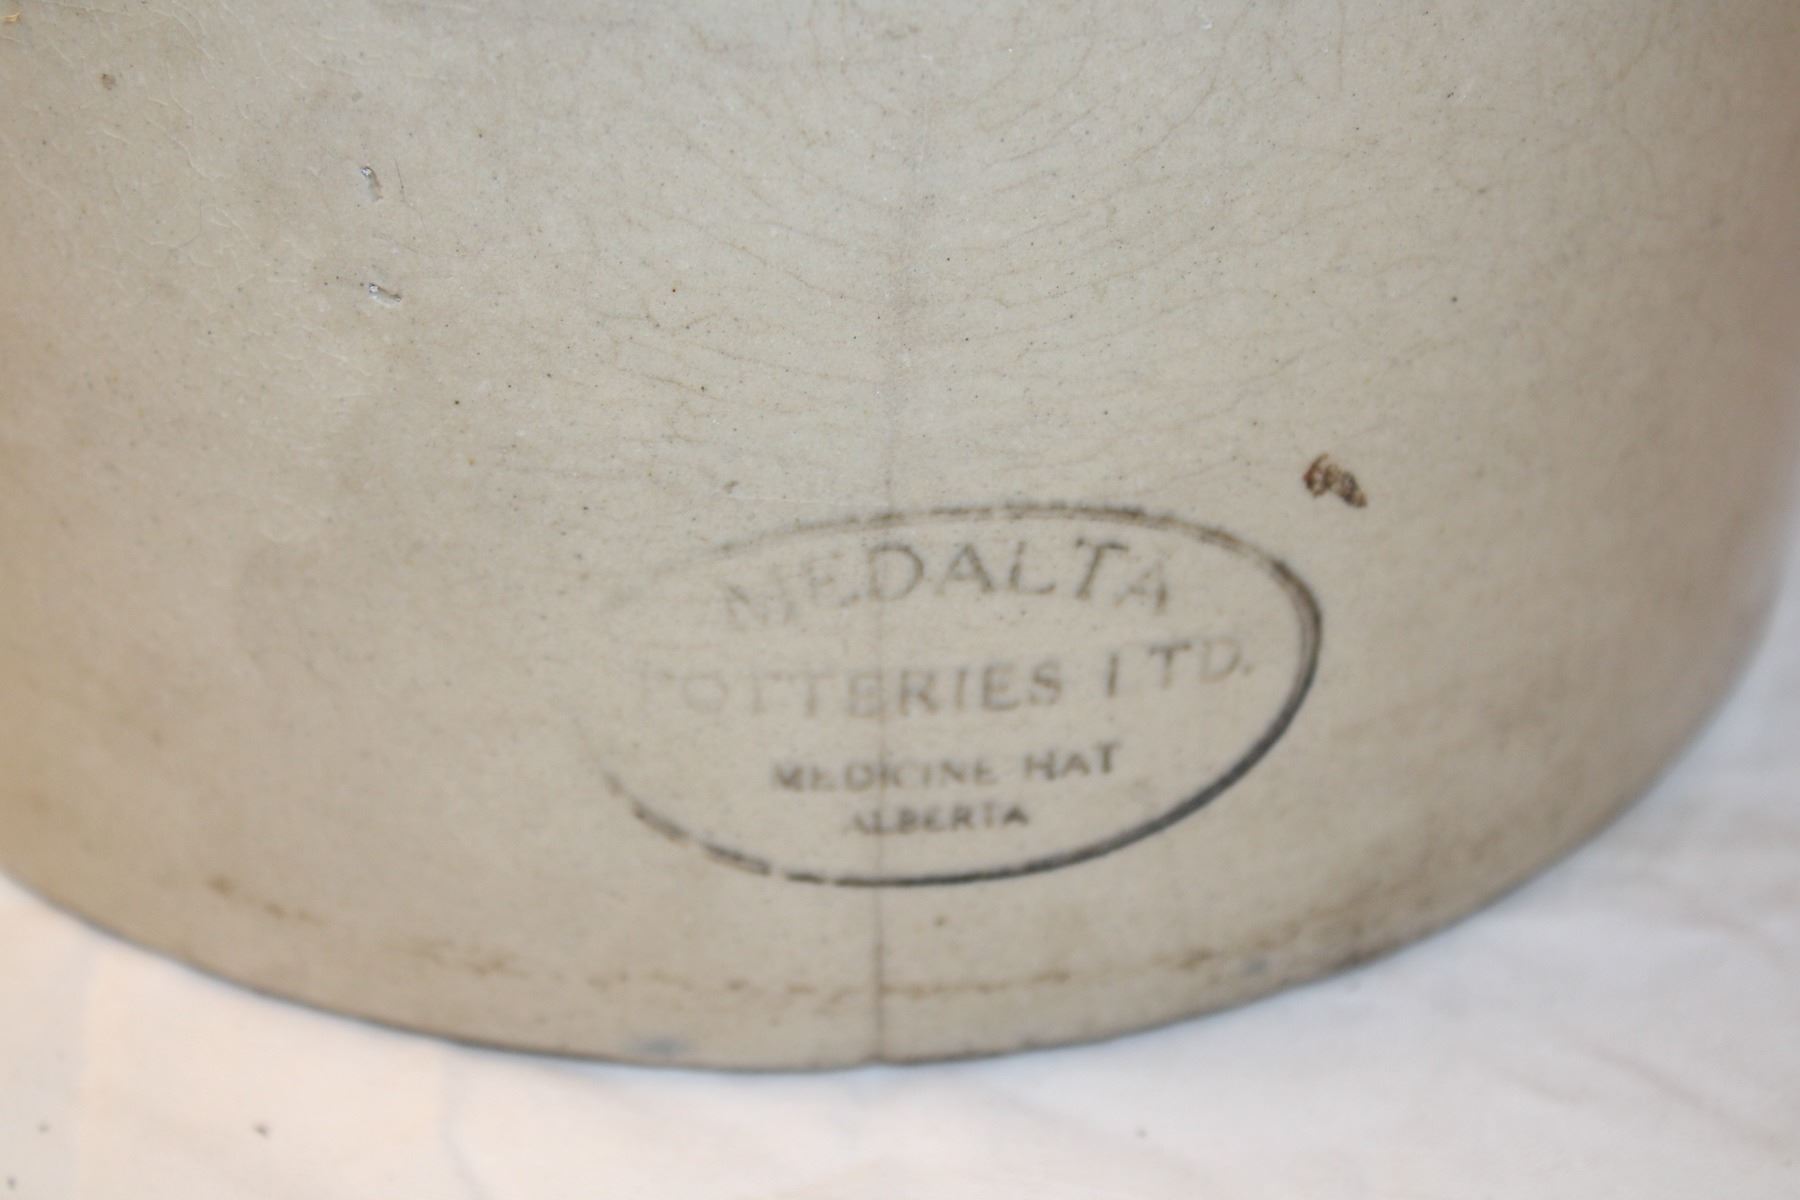 MEDALTA
POTTERIES LTD.
MEDICINE HAT
ALBERTA